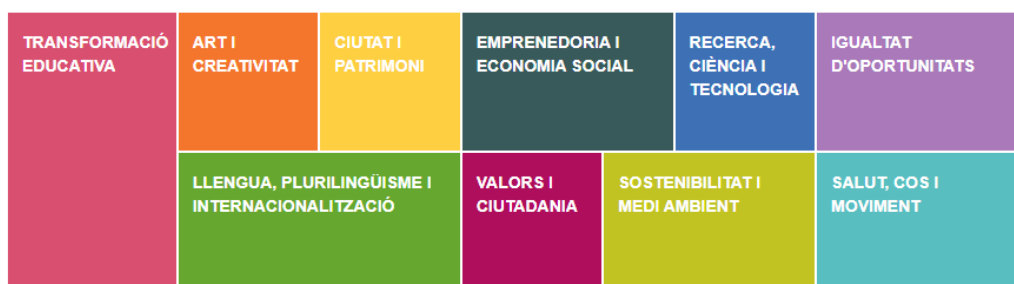 TRANSFORMACIÓ
EDUCATIVA
ART I
CREATIVITAT
CIUTAT I
PATRIMONI
EMPRENEDORIA I
ECONOMIA SOCIAL
RECERCA,
CIÈNCIA I
TECNOLOGIA
IGUALTAT
D'OPORTUNITATS
LLENGUA, PLURILINGÜISME I
INTERNACIONALITZACIÓ
VALORS I
CIUTADANIA
SOSTENIBILITAT I
MEDI AMBIENT
SALUT, COS I
MOVIMENT